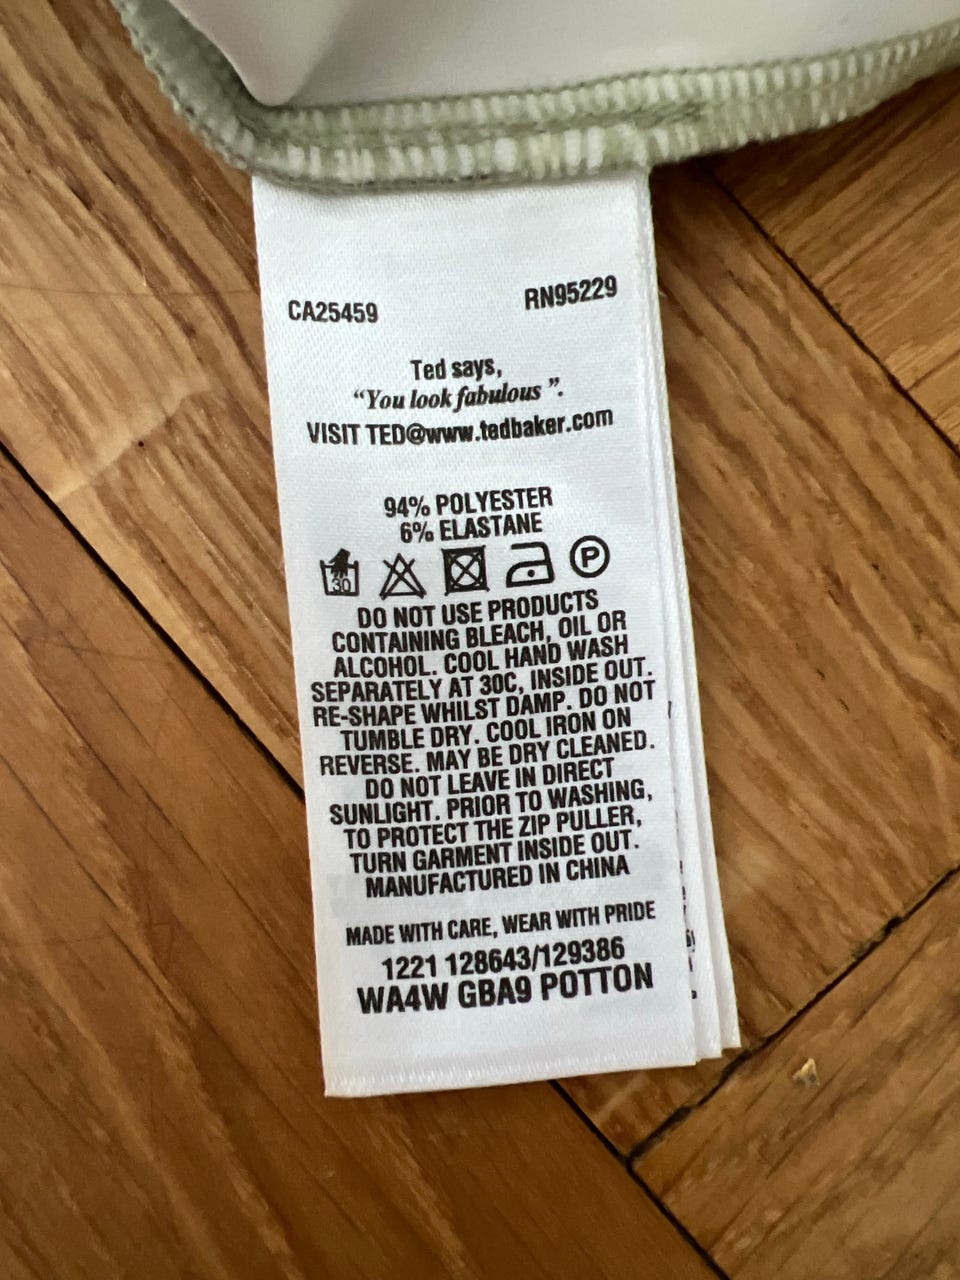 CA25459 RN95229
Ted says,
“You look fabulous ”.
VISIT TED@www.tedbaker.com
94% POLYESTER
6% ELASTANE
30 P
DO NOT USE PRODUCTS
CONTAINING BLEACH, OIL OR
ALCOHOL. COOL HAND WASH
SEPARATELY AT 30C, INSIDE OUT.
RE-SHAPE WHILST DAMP. DO NOT
TUMBLE DRY. COOL IRON ON
REVERSE. MAY BE DRY CLEANED.
DO NOT LEAVE IN DIRECT
SUNLIGHT. PRIOR TO WASHING,
TO PROTECT THE ZIP PULLER,
TURN GARMENT INSIDE OUT.
MANUFACTURED IN CHINA
MADE WITH CARE, WEAR WITH PRIDE
1221 128643/129386
WA4W GBA9 POTTON